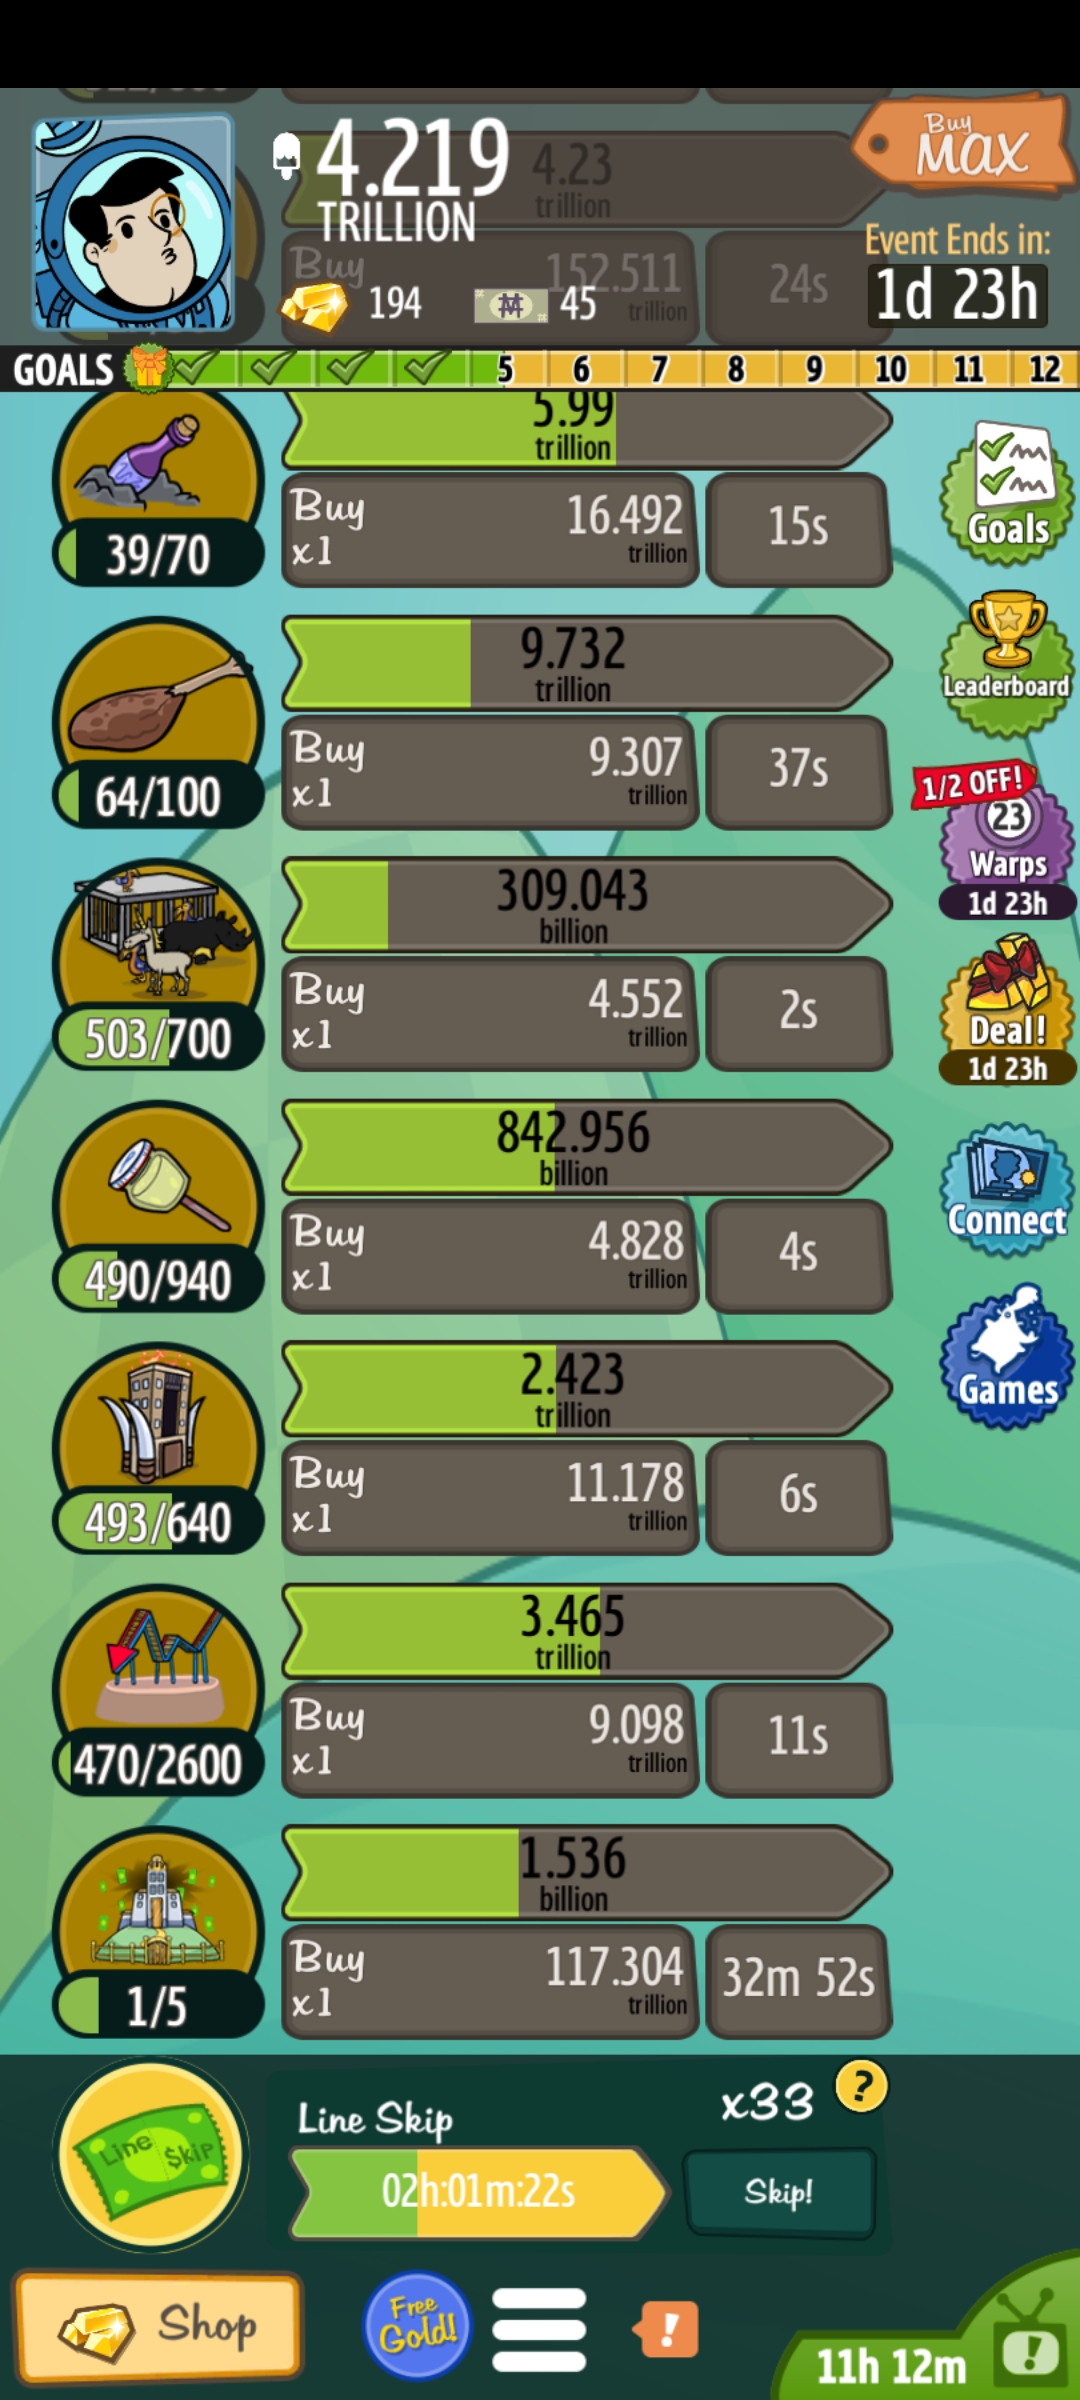 4.219
TRILLION
4.23
trillion
Buy
MAX
Buy
152.511
trillion
24s
194
45
Event Ends in:
1d 23h
GOALS
5
6
7
8
9
10
11
12
5.99
trillion
39/70
Buy
x1
16.492
trillion
15s
Goals
9.732
trillion
64/100
Buy
x1
9.307
trillion
37s
Leaderboard
1/2 OFF!
23
Warps
1d 23h
309.043
billion
503/700
Buy
x1
4.552
trillion
2s
Deal!
1d 23h
842.956
billion
490/940
Buy
x1
4.828
trillion
4s
Connect
2.423
trillion
493/640
Buy
x1
11.178
trillion
6s
Games
3.465
trillion
470/2600
Buy
x1
9.098
trillion
11s
1.536
billion
1/5
Buy
x1
117.304
trillion
32m 52s
Line $kip
Line Skip
x33
?
02h:01m:22s
Skip!
Shop
Free
Gold!
!
11h 12m
!